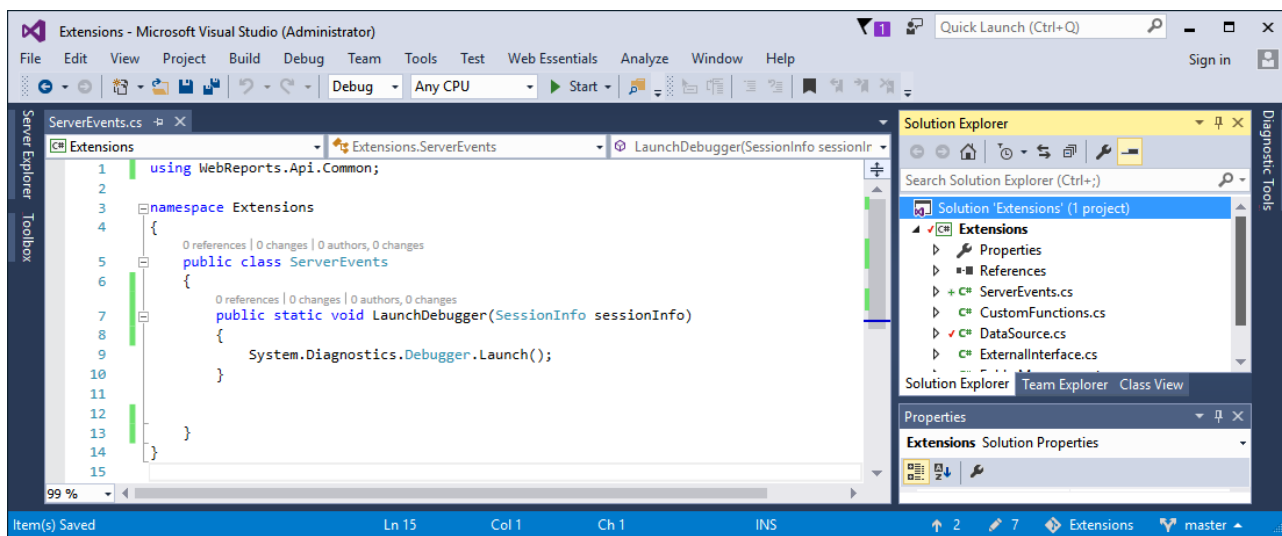 Extensions - Microsoft Visual Studio (Administrator)
1
Quick Launch (Ctrl+Q)
File Edit View Project Build Debug Team Tools Test Web Essentials Analyze Window Help
Sign in
Debug
Any CPU
Start
Server Explorer
Toolbox
ServerEvents.cs
C# Extensions
Extensions.ServerEvents
LaunchDebugger(SessionInfo sessionIr
1 using WebReports.Api.Common;
2
3 namespace Extensions
4 {
0 references | 0 changes | 0 authors, 0 changes
5 public class ServerEvents
6 {
0 references | 0 changes | 0 authors, 0 changes
7 public static void LaunchDebugger(SessionInfo sessionInfo)
8 {
9 System.Diagnostics.Debugger.Launch();
10 }
11
12
13 }
14 }
15
99 %
Solution Explorer
Search Solution Explorer (Ctrl+;)
Solution 'Extensions' (1 project)
C# Extensions
Properties
References
C# ServerEvents.cs
C# CustomFunctions.cs
C# DataSource.cs
C# ExternalInterface.cs
Solution Explorer Team Explorer Class View
Properties
Extensions Solution Properties
Diagnostic Tools
Item(s) Saved Ln 15 Col 1 Ch 1 INS 2 7 Extensions master